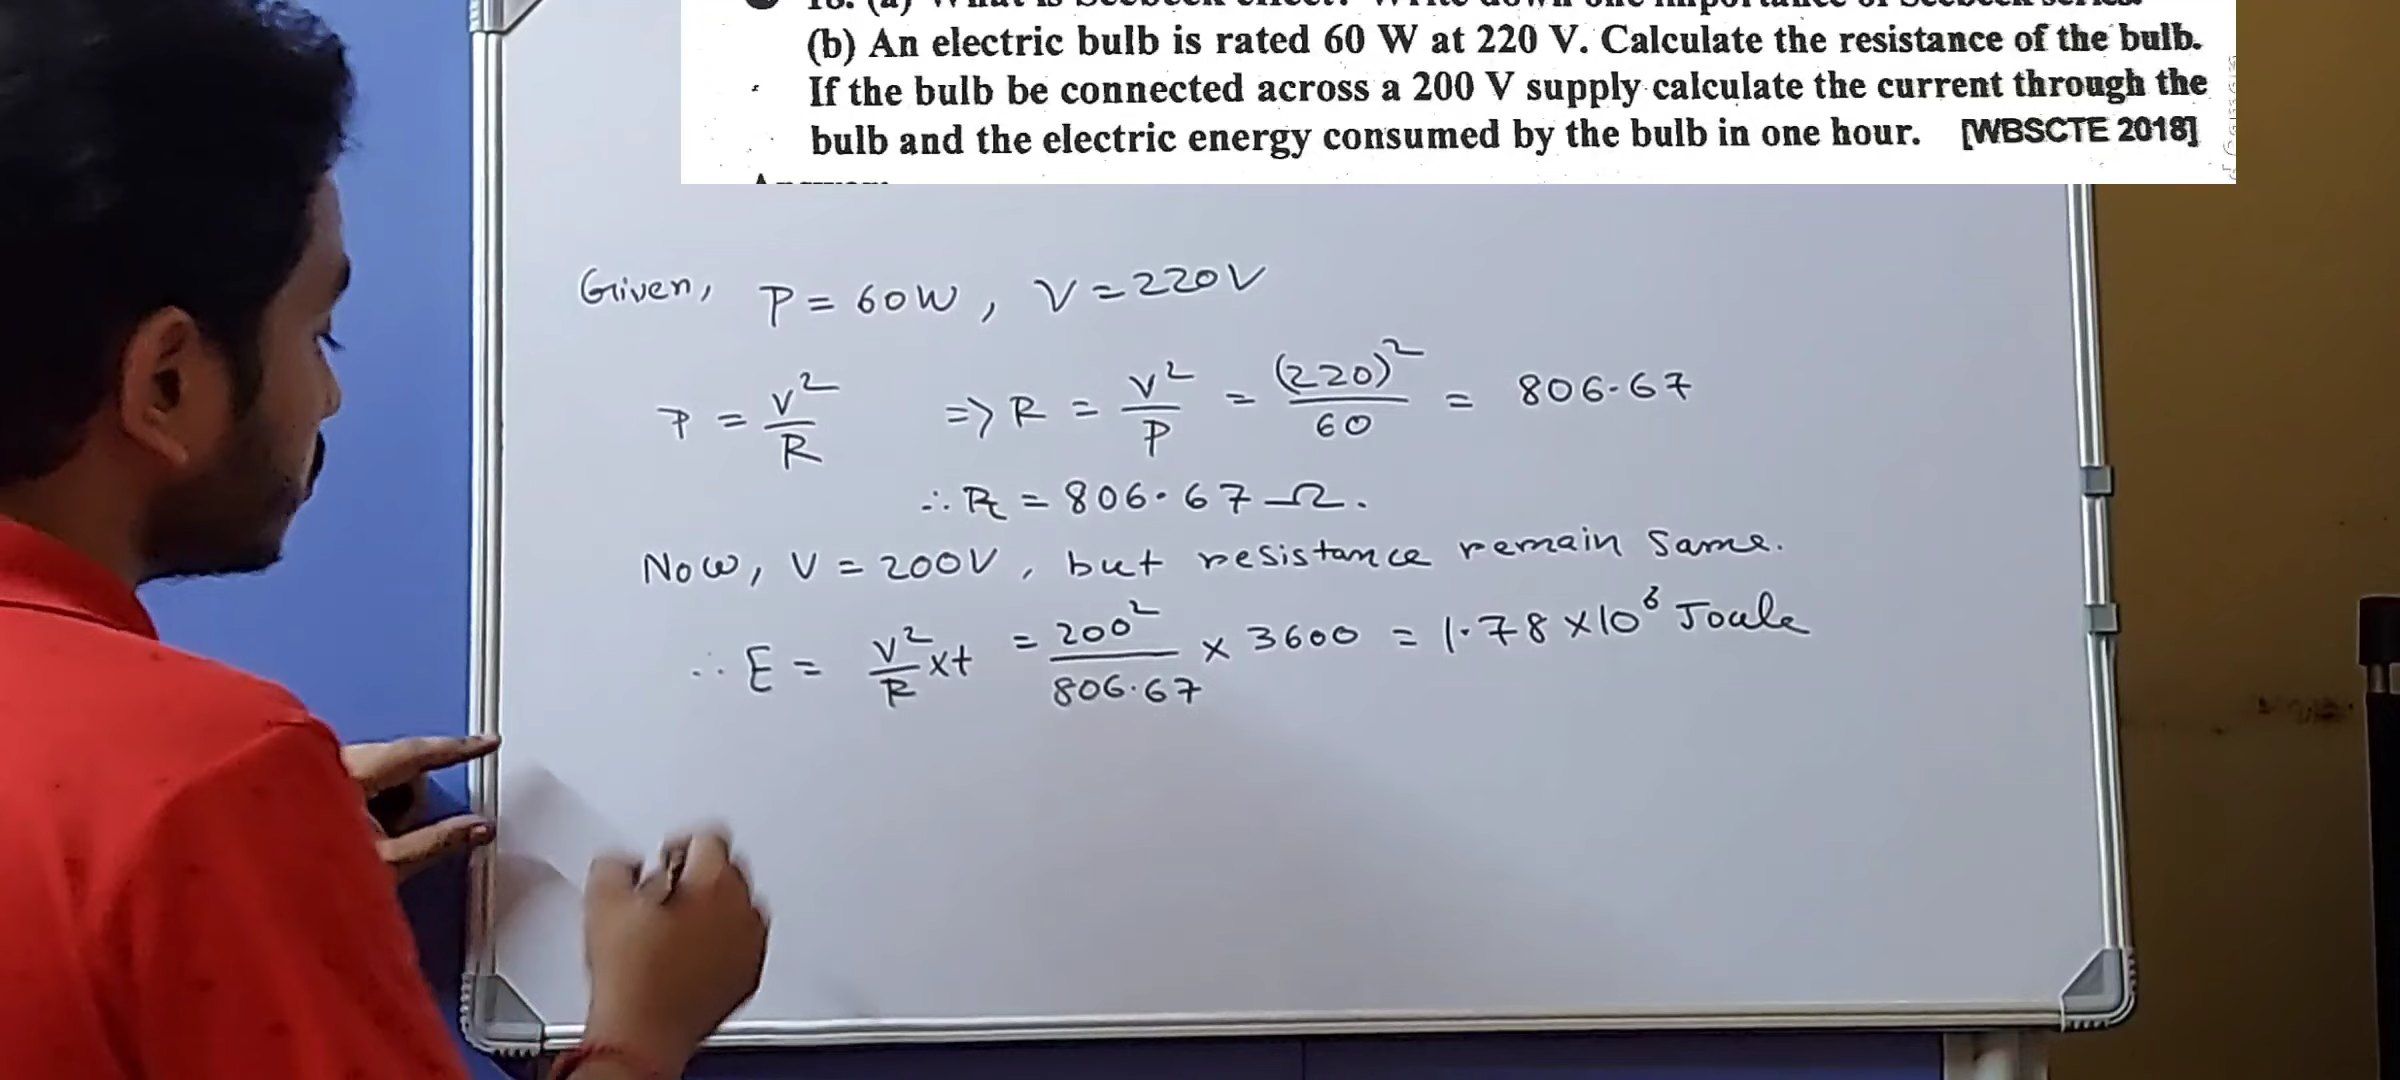 (b) An electric bulb is rated 60 W at 220 V. Calculate the resistance of the bulb.
If the bulb be connected across a 200 V supply calculate the current through the
bulb and the electric energy consumed by the bulb in one hour. [WBSCTE 2018]
Given, P = 60W, V = 220V
P = V²/R => R = V²/P = (220)²/60 = 806.67
∴ R = 806.67 Ω.
Now, V = 200V, but resistance remain same.
∴ E = V²/R × t = 200²/806.67 × 3600 = 1.78 × 10⁶ Joule